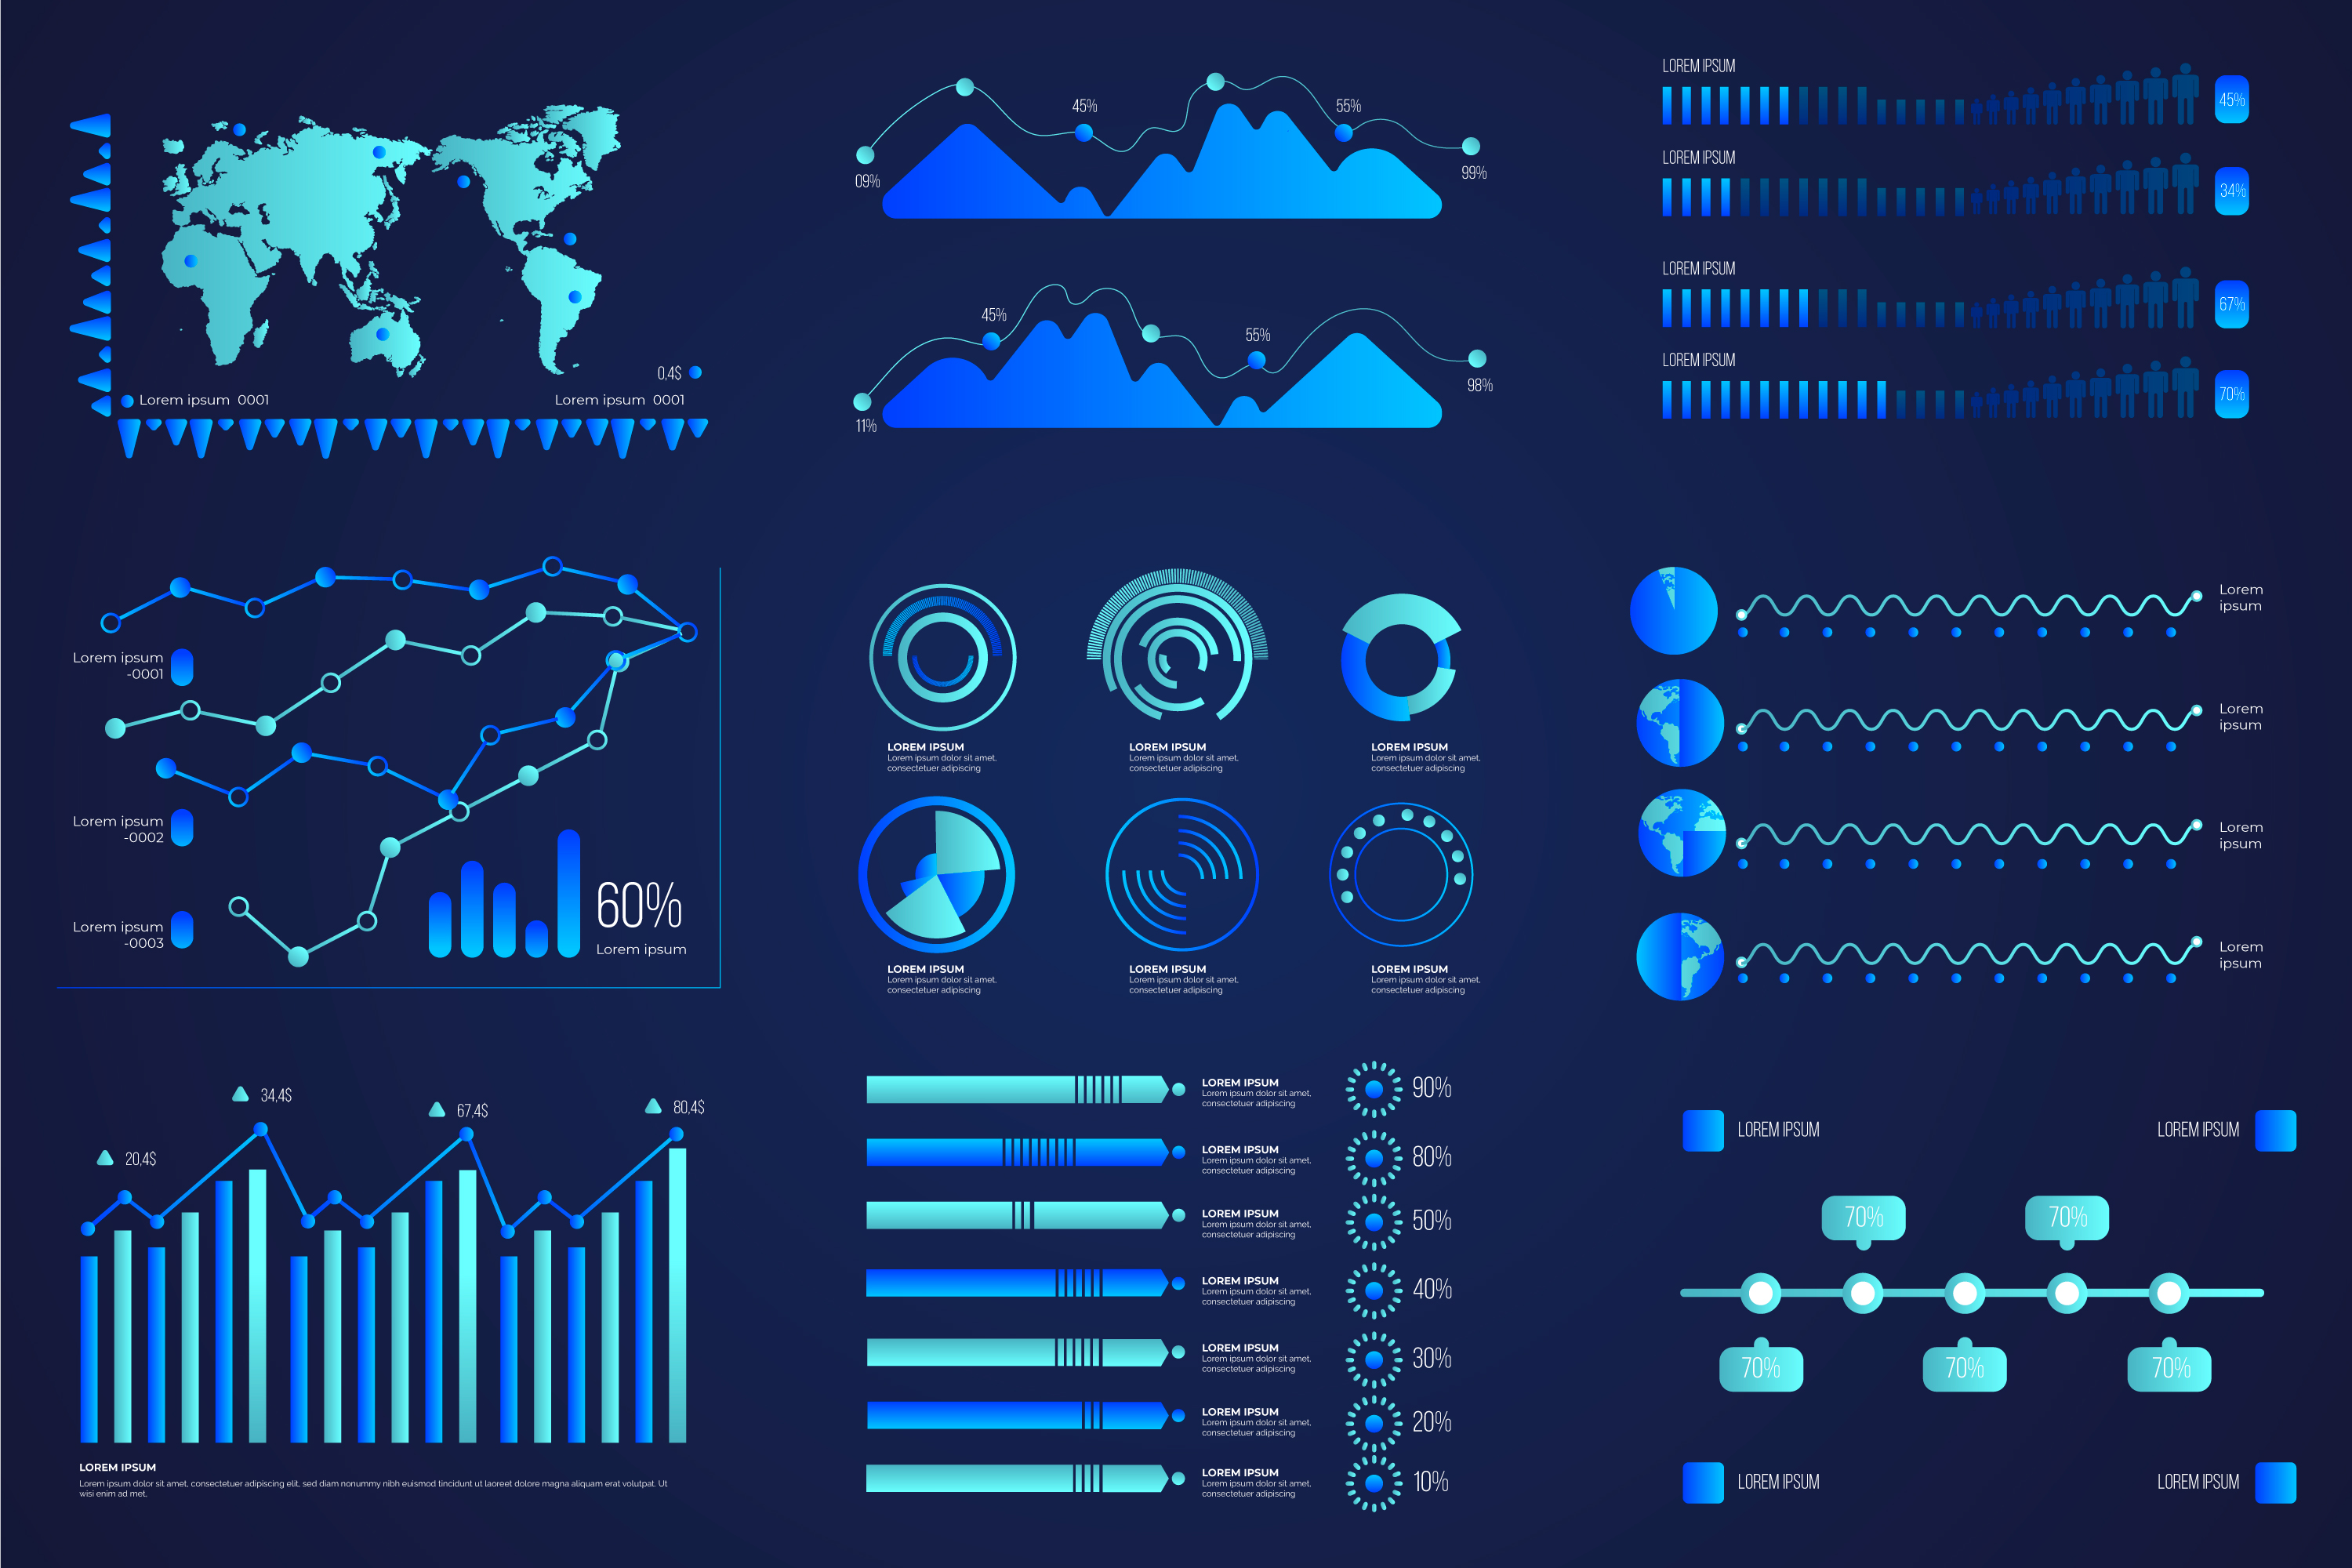 0,4$
Lorem ipsum 0001
Lorem ipsum 0001
45%
55%
09%
99%
45%
55%
98%
11%
LOREM IPSUM
45%
LOREM IPSUM
34%
LOREM IPSUM
67%
LOREM IPSUM
70%
Lorem ipsum
-0001
Lorem ipsum
-0002
Lorem ipsum
-0003
60%
Lorem ipsum
LOREM IPSUM
Lorem ipsum dolor sit amet,
consectetuer adipiscing
LOREM IPSUM
Lorem ipsum dolor sit amet,
consectetuer adipiscing
LOREM IPSUM
Lorem ipsum dolor sit amet,
consectetuer adipiscing
LOREM IPSUM
Lorem ipsum dolor sit amet,
consectetuer adipiscing
LOREM IPSUM
Lorem ipsum dolor sit amet,
consectetuer adipiscing
LOREM IPSUM
Lorem ipsum dolor sit amet,
consectetuer adipiscing
Lorem
ipsum
Lorem
ipsum
Lorem
ipsum
Lorem
ipsum
20,4$
34,4$
67,4$
80,4$
LOREM IPSUM
Lorem ipsum dolor sit amet, consectetuer adipiscing elit, sed diam nonummy nibh euismod tincidunt ut laoreet dolore magna aliquam erat volutpat. Ut
wisi enim ad met.
LOREM IPSUM
Lorem ipsum dolor sit amet,
consectetuer adipiscing
90%
LOREM IPSUM
Lorem ipsum dolor sit amet,
consectetuer adipiscing
80%
LOREM IPSUM
Lorem ipsum dolor sit amet,
consectetuer adipiscing
50%
LOREM IPSUM
Lorem ipsum dolor sit amet,
consectetuer adipiscing
40%
LOREM IPSUM
Lorem ipsum dolor sit amet,
consectetuer adipiscing
30%
LOREM IPSUM
Lorem ipsum dolor sit amet,
consectetuer adipiscing
20%
LOREM IPSUM
Lorem ipsum dolor sit amet,
consectetuer adipiscing
10%
LOREM IPSUM
LOREM IPSUM
70%
70%
70%
70%
70%
LOREM IPSUM
LOREM IPSUM